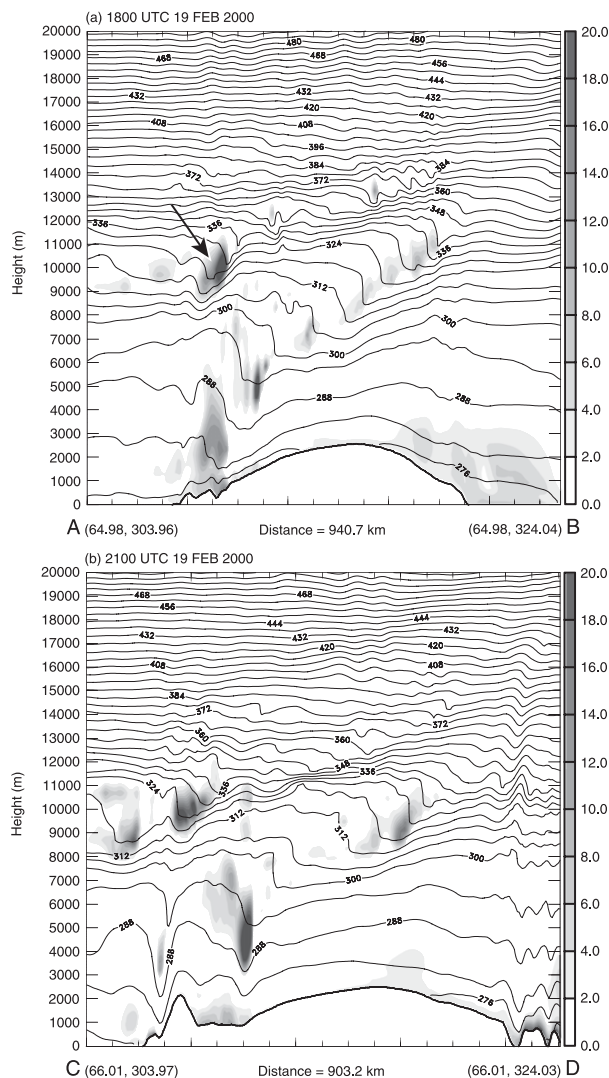 (a) 1800 UTC 19 FEB 2000
20000 480 480 20.0
19000 468 468
18000 456 18.0
444
17000 432 432 432
420 420
16000 408 408 16.0
15000 396
14000 384 384 14.0
372 372
13000 360
12000 336 336 348 12.0
11000 324 336
10000 10.0
9000 312
8000 300 300 8.0
7000
6000 300 6.0
5000 288
4000 288 288 4.0
3000
2000 2.0
1000 276
0 0.0
Height (m)
A (64.98, 303.96) Distance = 940.7 km (64.98, 324.04) B
(b) 2100 UTC 19 FEB 2000
20000 20.0
19000 468 468
18000 456 444 444 18.0
17000 432 432 432
420 420
16000 408 408 16.0
15000 384
14000 372 372 14.0
13000 360 360
12000 348 336 12.0
11000 324 336
10000 312 10.0
9000 312
8000 312 300 8.0
7000 300
6000 6.0
5000 288 288
4000 288 288 4.0
3000
2000 276 2.0
1000
0 0.0
Height (m)
C (66.01, 303.97) Distance = 903.2 km (66.01, 324.03) D